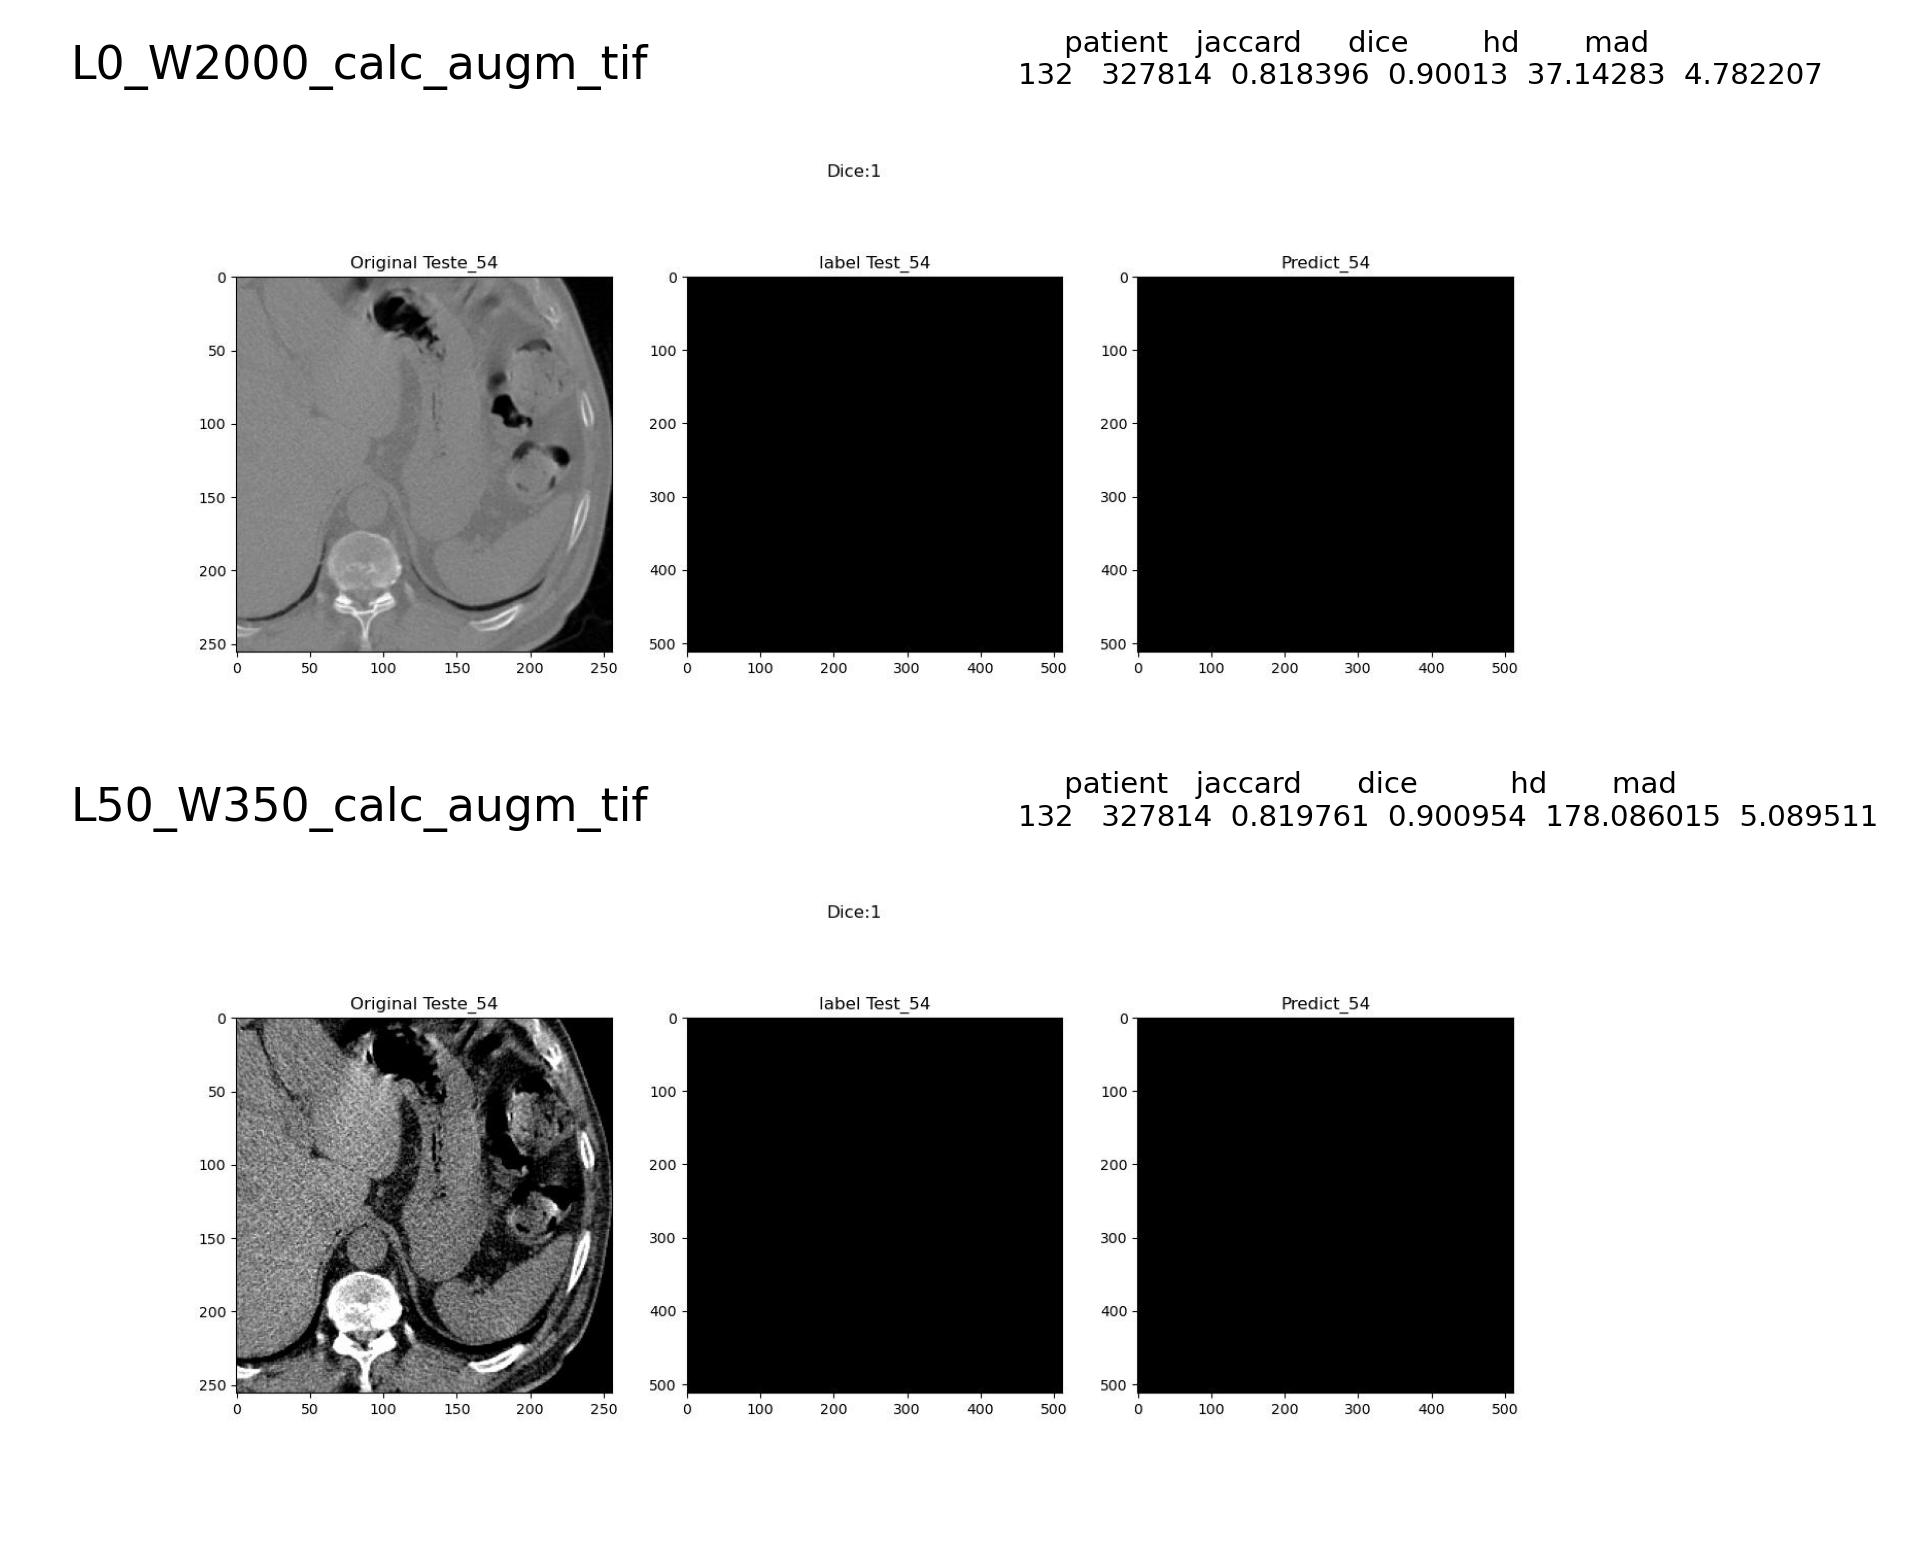 L0_W2000_calc_augm_tif
patient jaccard dice hd mad
132 327814 0.818396 0.90013 37.14283 4.782207
Dice:1
Original Teste_54 label Test_54 Predict_54
0 0 0
50 100 100
100 200 200
150 300 300
200 400 400
250 500 500
0 50 100 150 200 250 0 100 200 300 400 500 0 100 200 300 400 500
L50_W350_calc_augm_tif
patient jaccard dice hd mad
132 327814 0.819761 0.900954 178.086015 5.089511
Dice:1
Original Teste_54 label Test_54 Predict_54
0 0 0
50 100 100
100 200 200
150 300 300
200 400 400
250 500 500
0 50 100 150 200 250 0 100 200 300 400 500 0 100 200 300 400 500